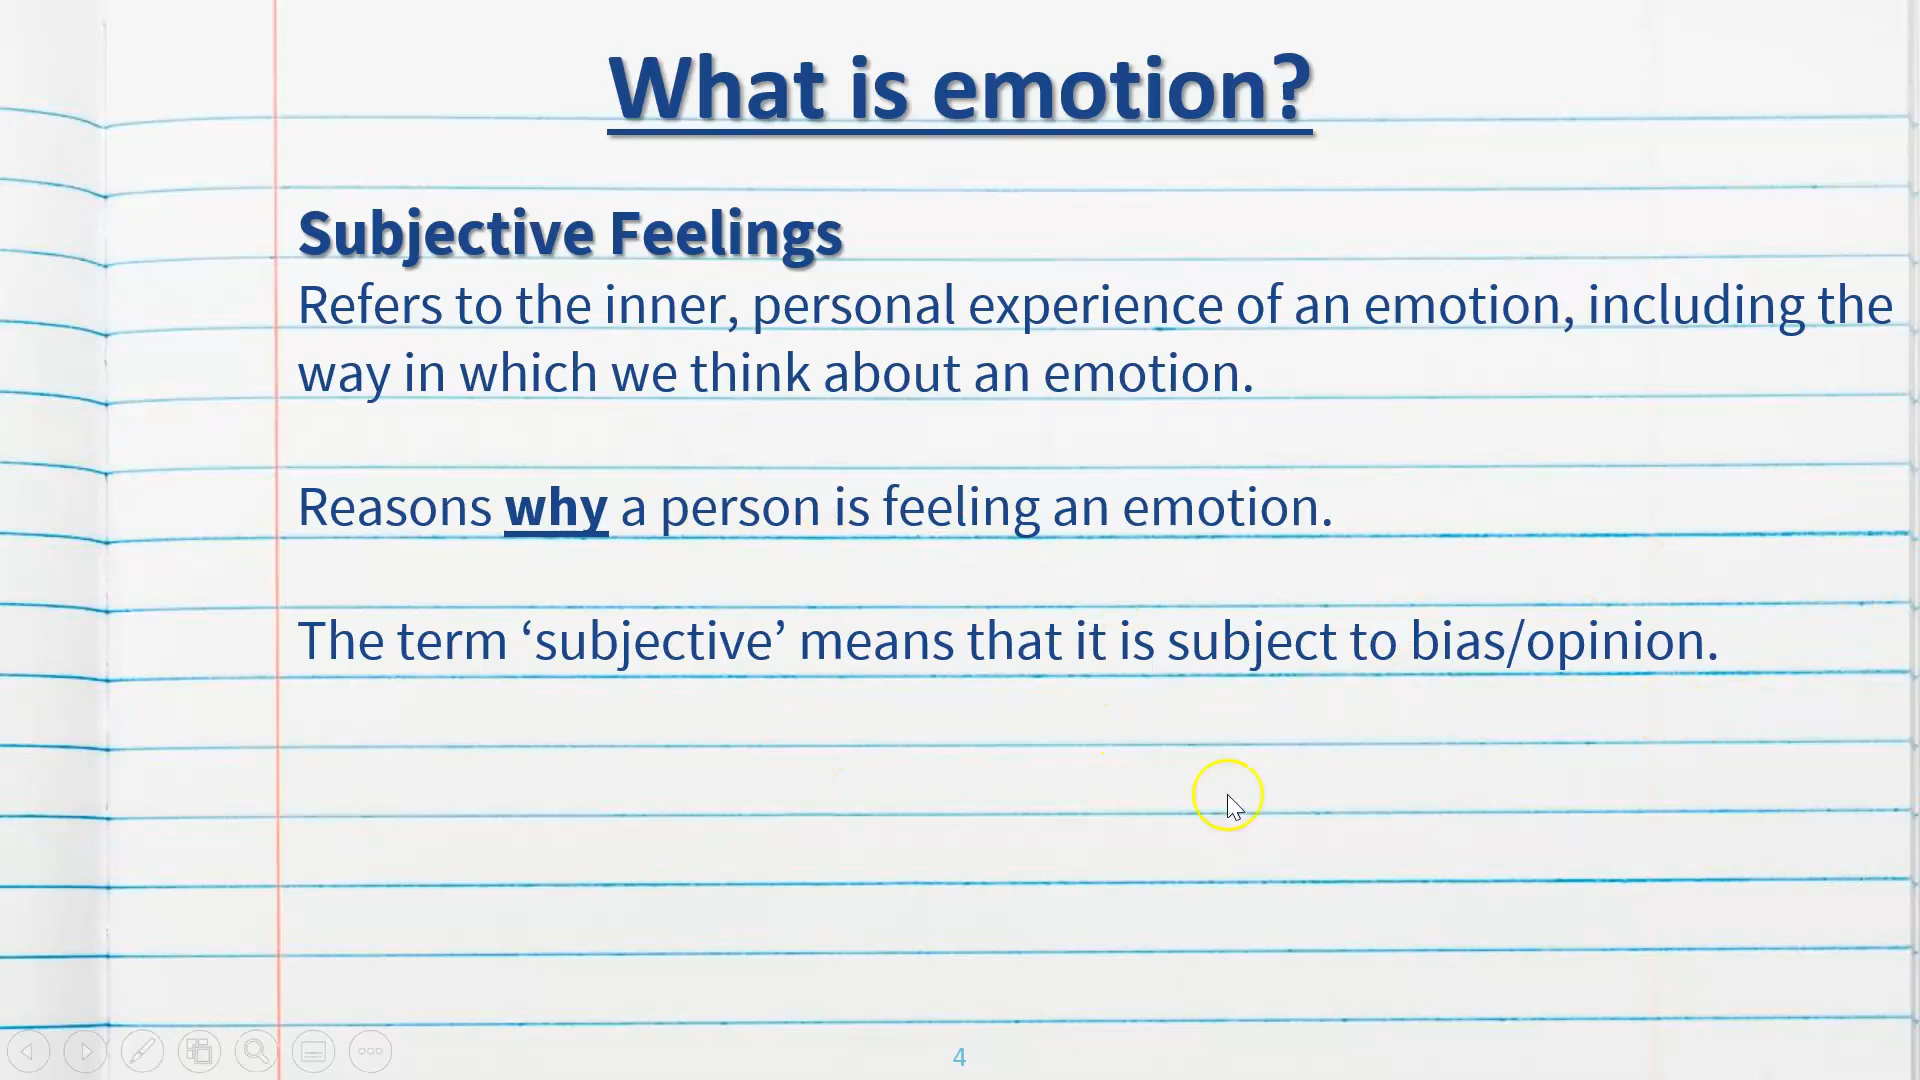 What is emotion?
Subjective Feelings
Refers to the inner, personal experience of an emotion, including the
way in which we think about an emotion.
Reasons why a person is feeling an emotion.
The term ‘subjective’ means that it is subject to bias/opinion.
4